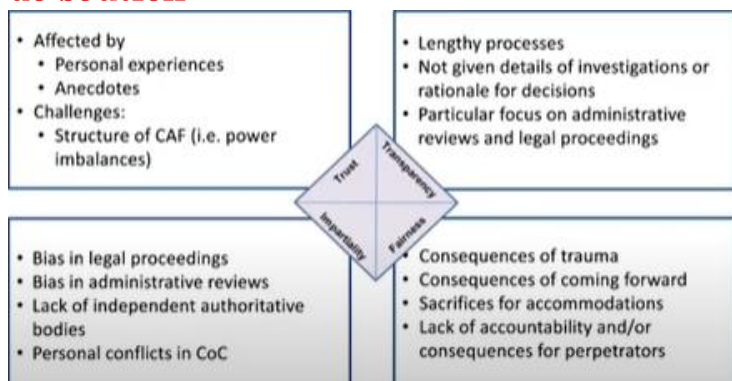 • Affected by
• Personal experiences
• Anecdotes
• Challenges:
• Structure of CAF (i.e. power
imbalances)
• Lengthy processes
• Not given details of investigations or
rationale for decisions
• Particular focus on administrative
reviews and legal proceedings
Trust
Transparency
Impartiality
Fairness
• Bias in legal proceedings
• Bias in administrative reviews
• Lack of independent authoritative
bodies
• Personal conflicts in CoC
• Consequences of trauma
• Consequences of coming forward
• Sacrifices for accommodations
• Lack of accountability and/or
consequences for perpetrators